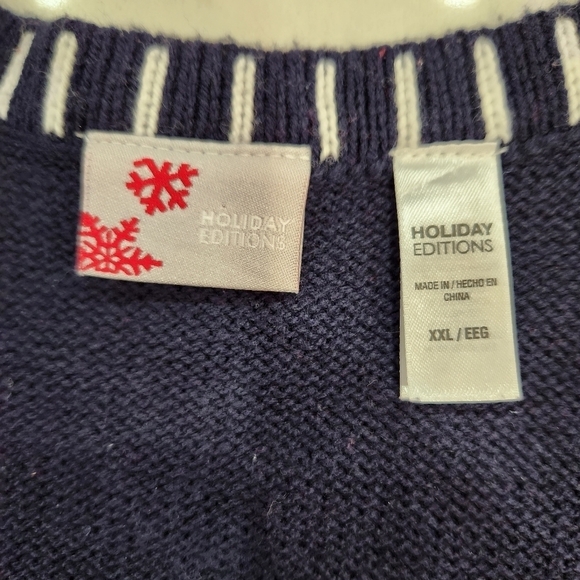 HOLIDAY
EDITIONS
HOLIDAY
EDITIONS
MADE IN / HECHO EN
CHINA
XXL / EEG